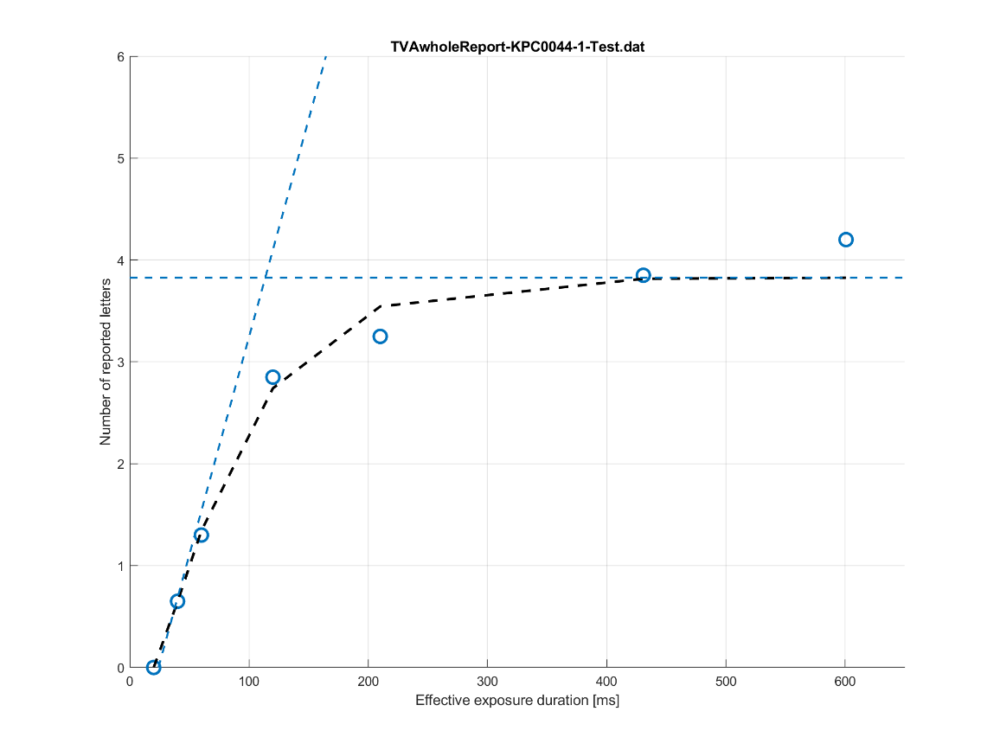 TVAwholeReport-KPC0044-1-Test.dat
6
5
4
3
2
1
0
Number of reported letters
0 100 200 300 400 500 600
Effective exposure duration [ms]